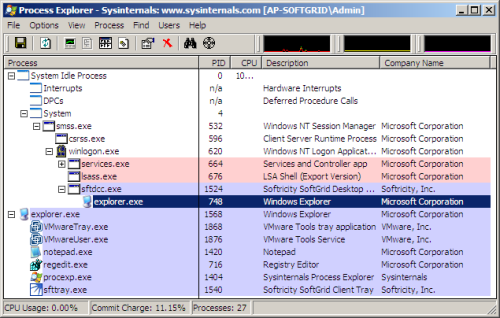 Process Explorer - Sysinternals: www.sysinternals.com [AP-SOFTGRID\Admin]
File Options View Process Find Users Help
Process PID CPU Description Company Name
System Idle Process 0 10...
Interrupts n/a Hardware Interrupts
DPCs n/a Deferred Procedure Calls
System 4
smss.exe 532 Windows NT Session Manager Microsoft Corporation
csrss.exe 596 Client Server Runtime Process Microsoft Corporation
winlogon.exe 620 Windows NT Logon Applicat... Microsoft Corporation
services.exe 664 Services and Controller app Microsoft Corporation
lsass.exe 676 LSA Shell (Export Version) Microsoft Corporation
sftdcc.exe 1524 Softricity SoftGrid Desktop ... Softricity, Inc.
explorer.exe 748 Windows Explorer Microsoft Corporation
explorer.exe 1568 Windows Explorer Microsoft Corporation
VMwareTray.exe 1868 VMware Tools tray application VMware, Inc.
VMwareUser.exe 1876 VMware Tools Service VMware, Inc.
notepad.exe 1420 Notepad Microsoft Corporation
regedit.exe 716 Registry Editor Microsoft Corporation
procexp.exe 1404 Sysinternals Process Explorer Sysinternals
sfttray.exe 1540 Softricity SoftGrid Client Tray Softricity, Inc.
CPU Usage: 0.00% Commit Charge: 11.15% Processes: 27